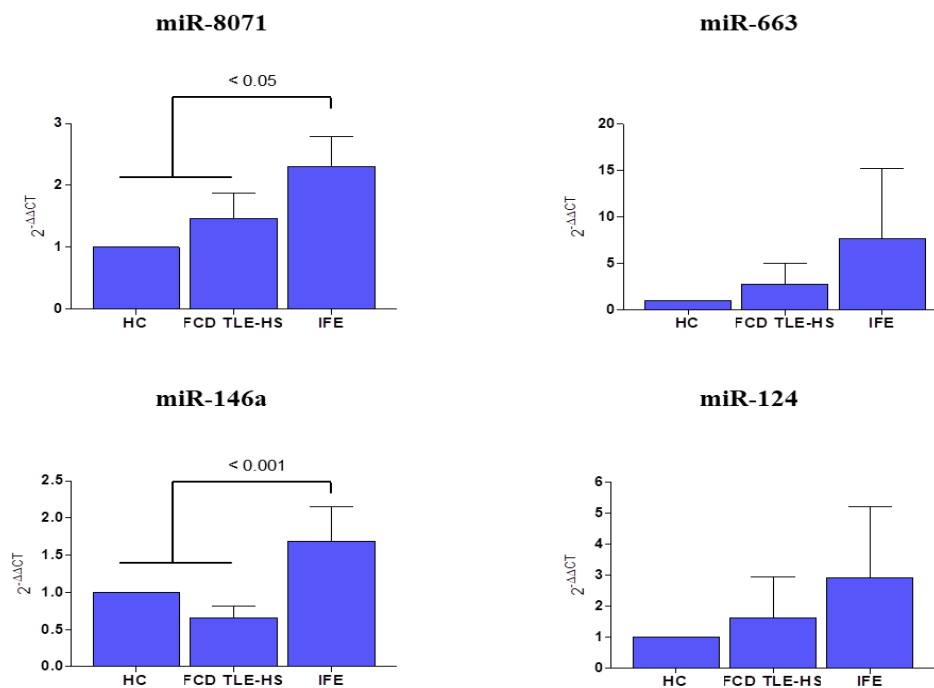 miR-8071
< 0.05
3
2
1
0
2-ΔΔCT
HC FCD TLE-HS IFE
miR-663
20
15
10
5
0
2-ΔΔCT
HC FCD TLE-HS IFE
miR-146a
< 0.001
2.5
2.0
1.5
1.0
0.5
0.0
2-ΔΔCT
HC FCD TLE-HS IFE
miR-124
6
5
4
3
2
1
0
2-ΔΔCT
HC FCD TLE-HS IFE